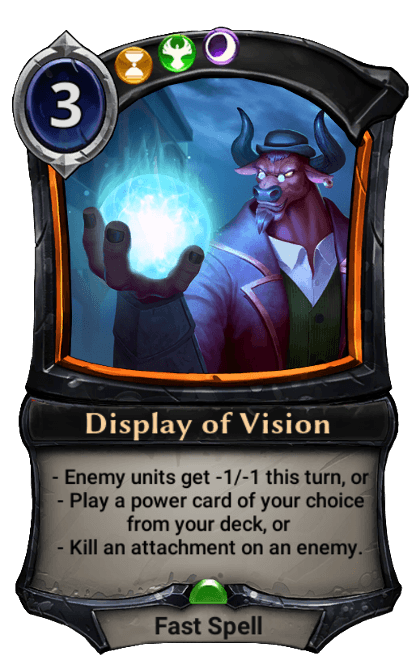 3
Display of Vision
- Enemy units get -1/-1 this turn, or
- Play a power card of your choice
from your deck, or
- Kill an attachment on an enemy.
Fast Spell